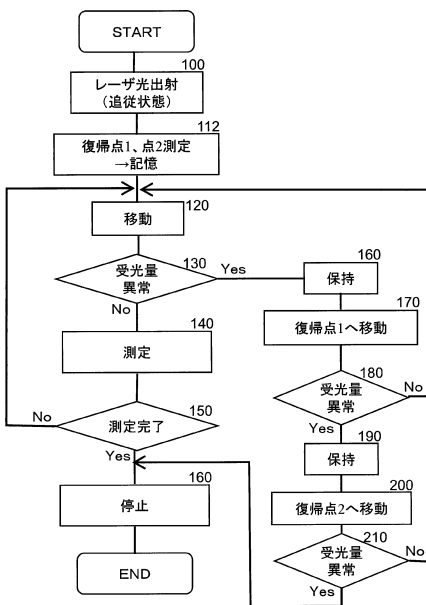 START
100
レーザ光出射
（追従状態）
112
復帰点1、点2測定
→記憶
120
移動
130
受光量
異常
Yes
No
140
測定
150
測定完了
No
Yes
160
停止
END
160
保持
170
復帰点1へ移動
180
受光量
異常
No
Yes
190
保持
200
復帰点2へ移動
210
受光量
異常
No
Yes